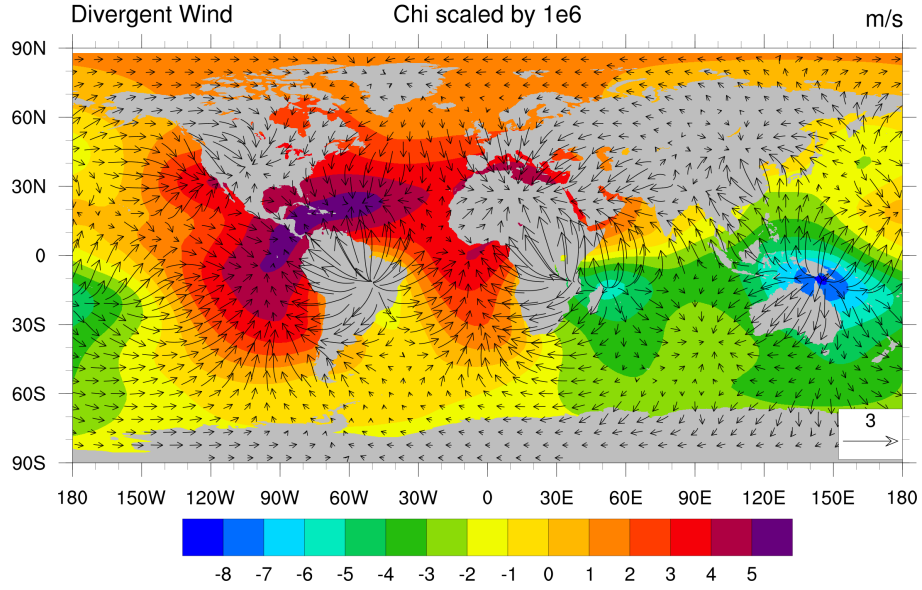 Divergent Wind Chi scaled by 1e6 m/s
90N
60N
30N
0
30S
60S
90S
3
180 150W 120W 90W 60W 30W 0 30E 60E 90E 120E 150E 180
-8 -7 -6 -5 -4 -3 -2 -1 0 1 2 3 4 5